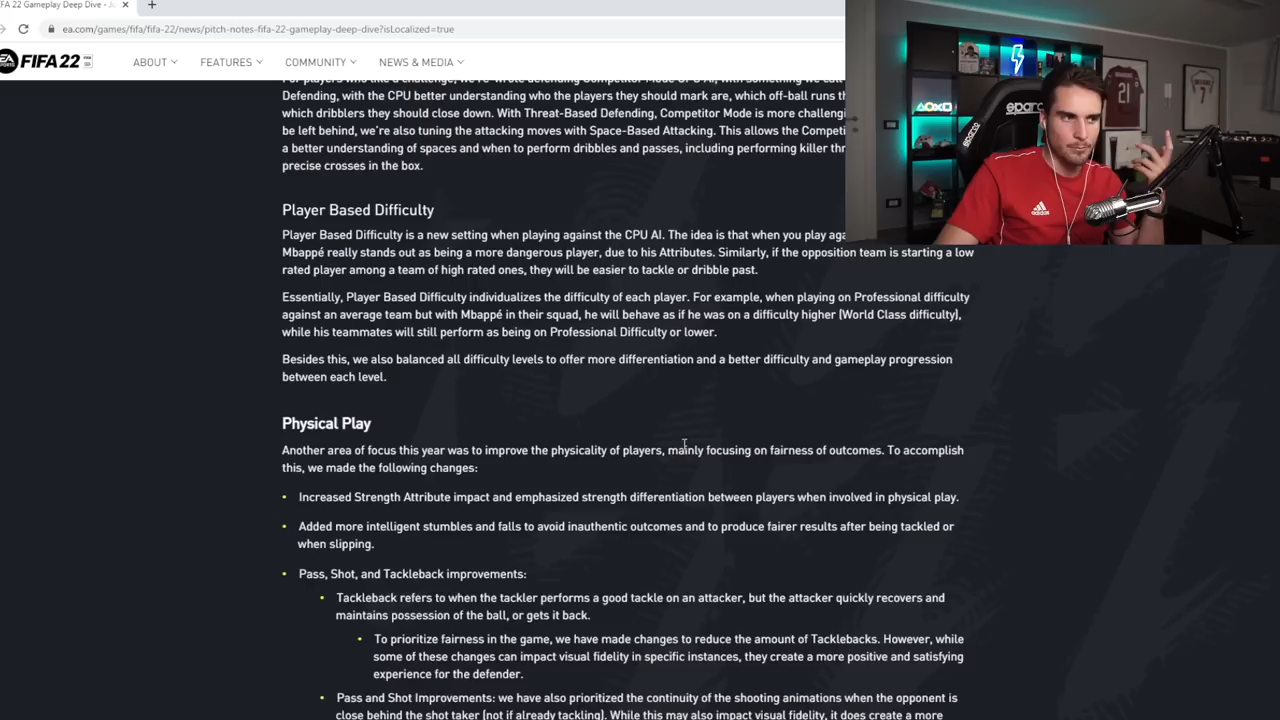 FA 22 Gameplay Deep Dive -
ea.com/games/fifa/fifa-22/news/pitch-notes-fifa-22-gameplay-deep-dive?isLocalized=true
FIFA 22
ABOUT
FEATURES
COMMUNITY
NEWS & MEDIA
Defending, with the CPU better understanding who the players they should mark are, which off-ball runs
which dribblers they should close down. With Threat-Based Defending, Competitor Mode is more
be left behind, we're also tuning the attacking moves with Space-Based Attacking. This allows the
a better understanding of spaces and when to perform dribbles and passes, including performing killer
precise crosses in the box.
Player Based Difficulty
Player Based Difficulty is a new setting when playing against the CPU AI. The idea is that when you play
Mbappé really stands out as being a more dangerous player, due to his Attributes. Similarly, if the opposition team is starting a low
rated player among a team of high rated ones, they will be easier to tackle or dribble past.
Essentially, Player Based Difficulty individualizes the difficulty of each player. For example, when playing on Professional difficulty
against an average team but with Mbappé in their squad, he will behave as if he was on a difficulty higher (World Class difficulty),
while his teammates will still perform as being on Professional Difficulty or lower.
Besides this, we also balanced all difficulty levels to offer more differentiation and a better difficulty and gameplay progression
between each level.
Physical Play
Another area of focus this year was to improve the physicality of players, mainly focusing on fairness of outcomes. To accomplish
this, we made the following changes:
• Increased Strength Attribute impact and emphasized strength differentiation between players when involved in physical play.
• Added more intelligent stumbles and falls to avoid inauthentic outcomes and to produce fairer results after being tackled or
when slipping.
• Pass, Shot, and Tackleback improvements:
• Tackleback refers to when the tackler performs a good tackle on an attacker, but the attacker quickly recovers and
maintains possession of the ball, or gets it back.
• To prioritize fairness in the game, we have made changes to reduce the amount of Tacklebacks. However, while
some of these changes can impact visual fidelity in specific instances, they create a more positive and satisfying
experience for the defender.
• Pass and Shot Improvements: we have also prioritized the continuity of the shooting animations when the opponent is
close behind the shot taker (not if already tackling). While this may also impact visual fidelity, it does create a more
sparco
adidas
21
7